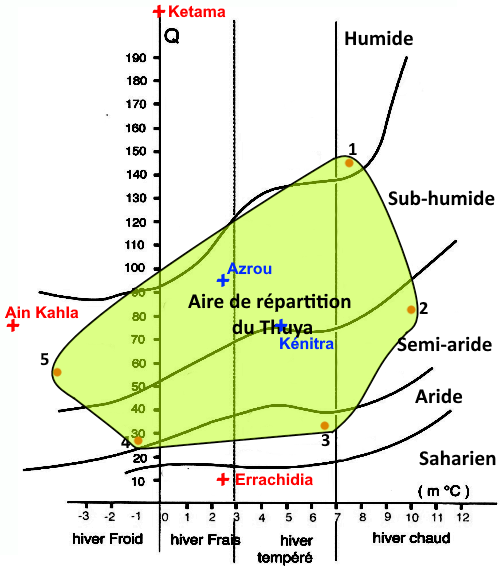 Ketama
Q
Humide
190
180
170
160
150
1
140
130
Sub-humide
120
110
100
Azrou
90
Aire de répartition
80
du Thuya
2
Ain Kahla
70
Kénitra
Semi-aride
60
5
50
40
Aride
30
4
3
20
Saharien
10
Errachidia
( m °C )
-3 -2 -1 0 1 2 3 4 5 6 7 8 9 10 11 12
hiver Froid
hiver Frais
hiver
tempéré
hiver chaud